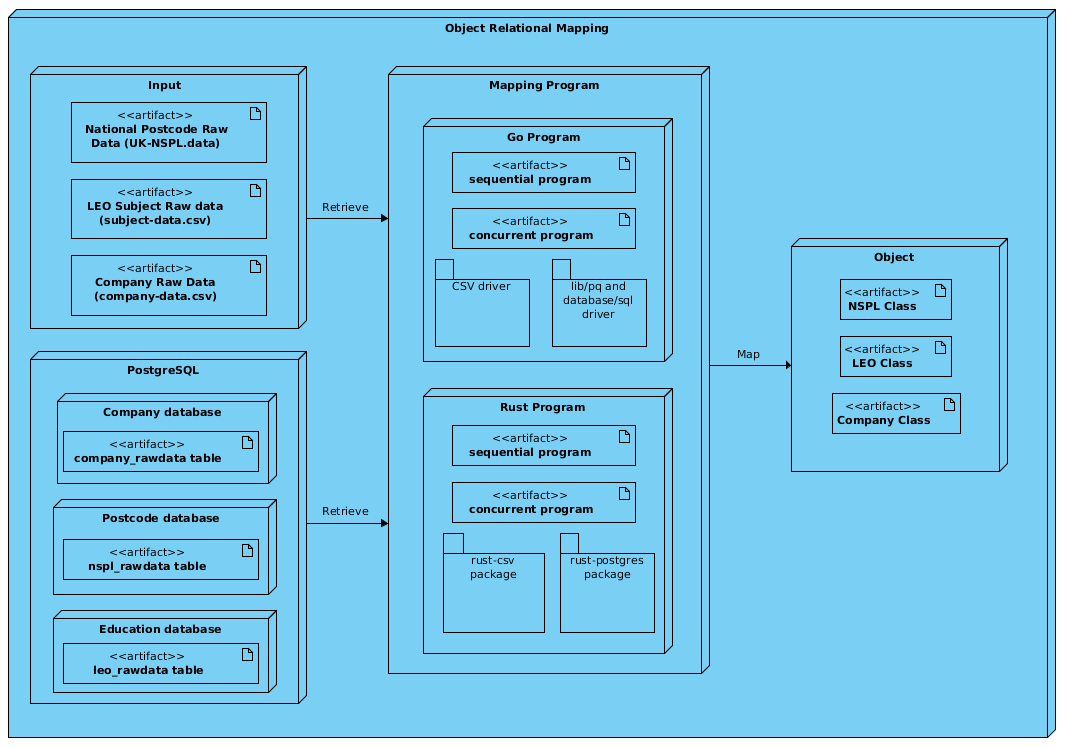 Object Relational Mapping
Input
<<artifact>>
National Postcode Raw
Data (UK-NSPL.data)
<<artifact>>
LEO Subject Raw data
(subject-data.csv)
<<artifact>>
Company Raw Data
(company-data.csv)
Retrieve
PostgreSQL
Company database
<<artifact>>
company_rawdata table
Postcode database
<<artifact>>
nspl_rawdata table
Education database
<<artifact>>
leo_rawdata table
Retrieve
Mapping Program
Go Program
<<artifact>>
sequential program
<<artifact>>
concurrent program
CSV driver
lib/pq and
database/sql
driver
Rust Program
<<artifact>>
sequential program
<<artifact>>
concurrent program
rust-csv
package
rust-postgres
package
Map
Object
<<artifact>>
NSPL Class
<<artifact>>
LEO Class
<<artifact>>
Company Class